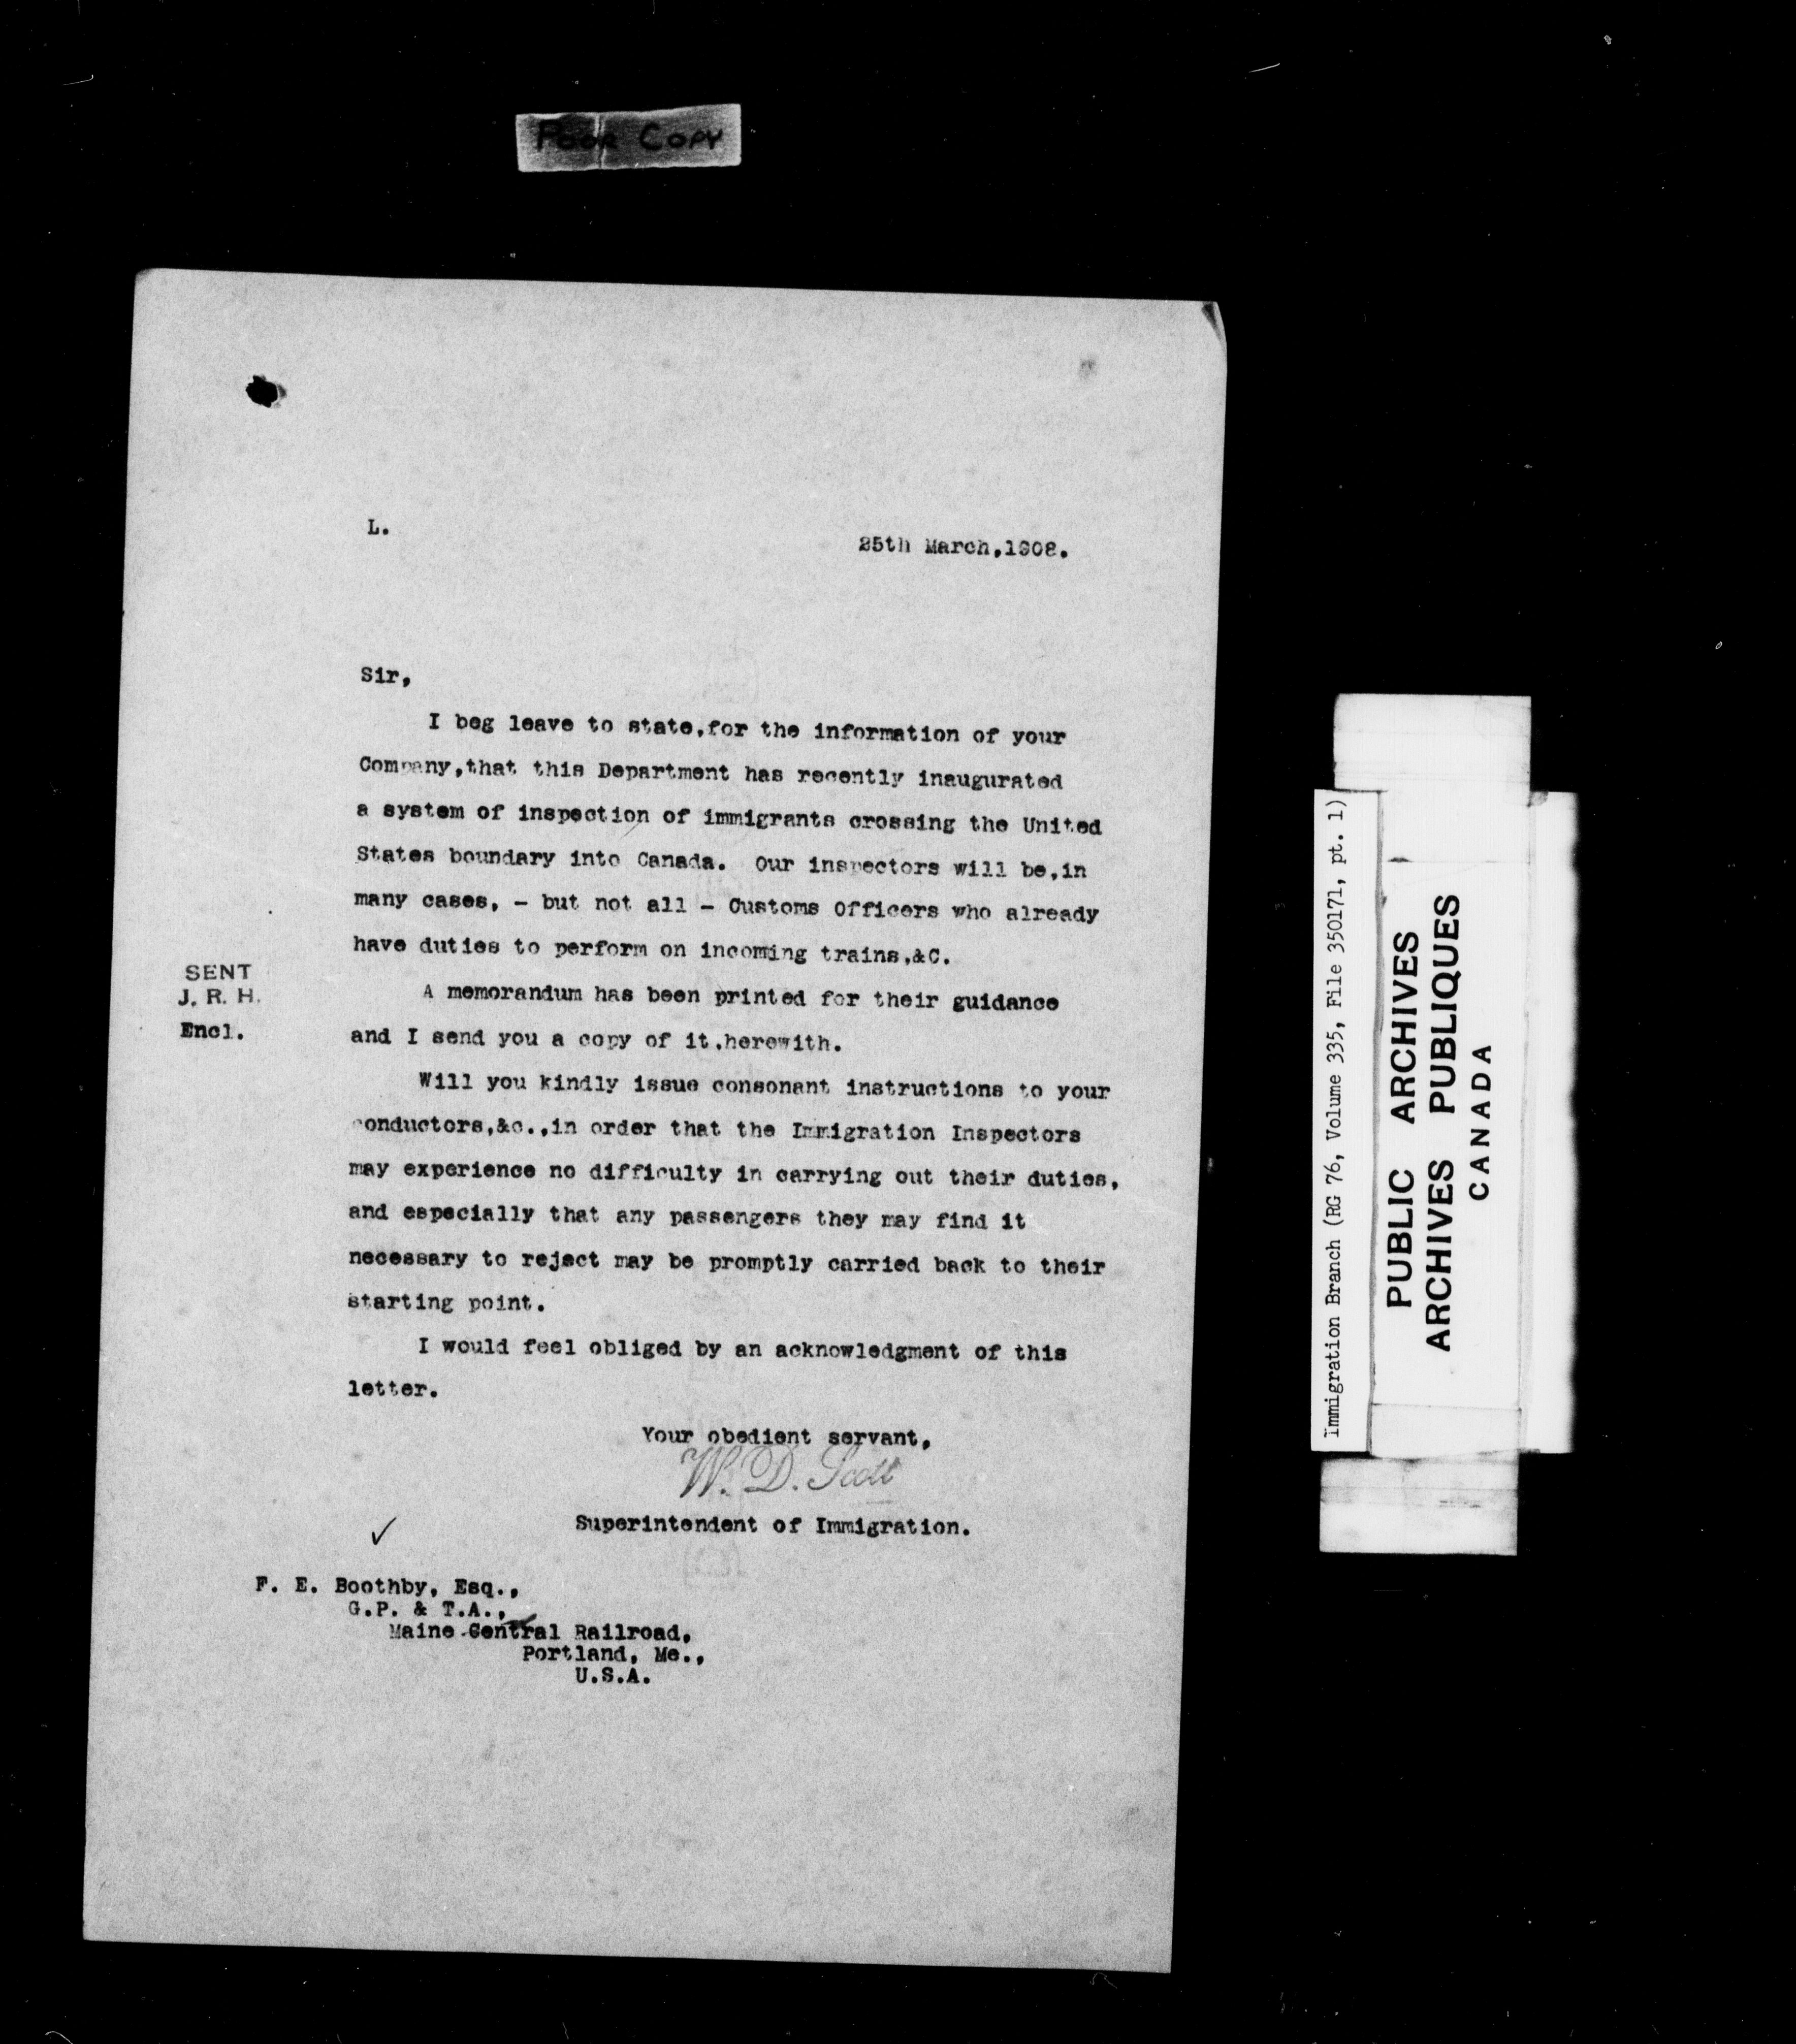 Poor Copy
L.
25th March,1908.
Sir,
I beg leave to state,for the information of your
Company,that this Department has recently inaugurated
a system of inspection of immigrants crossing the United
States boundary into Canada. Our inspectors will be,in
many cases, - but not all - Customs Officers who already
have duties to perform on incoming trains,&C.
SENT
J. R. H.
Encl.
A memorandum has been printed for their guidance
and I send you a copy of it,herewith.
Will you kindly issue consonant instructions to your
conductors,&c.,in order that the Immigration Inspectors
may experience no difficulty in carrying out their duties,
and especially that any passengers they may find it
necessary to reject may be promptly carried back to their
starting point.
I would feel obliged by an acknowledgment of this
letter.
Your obedient servant,
W. D. Scott
Superintendent of Immigration.
F. E. Boothby, Esq.,
G.P. & T.A.,
Maine Central Railroad,
Portland, Me.,
U.S.A.
Immigration Branch (RG 76, Volume 335, File 350171, pt. 1)
PUBLIC ARCHIVES
ARCHIVES PUBLIQUES
CANADA